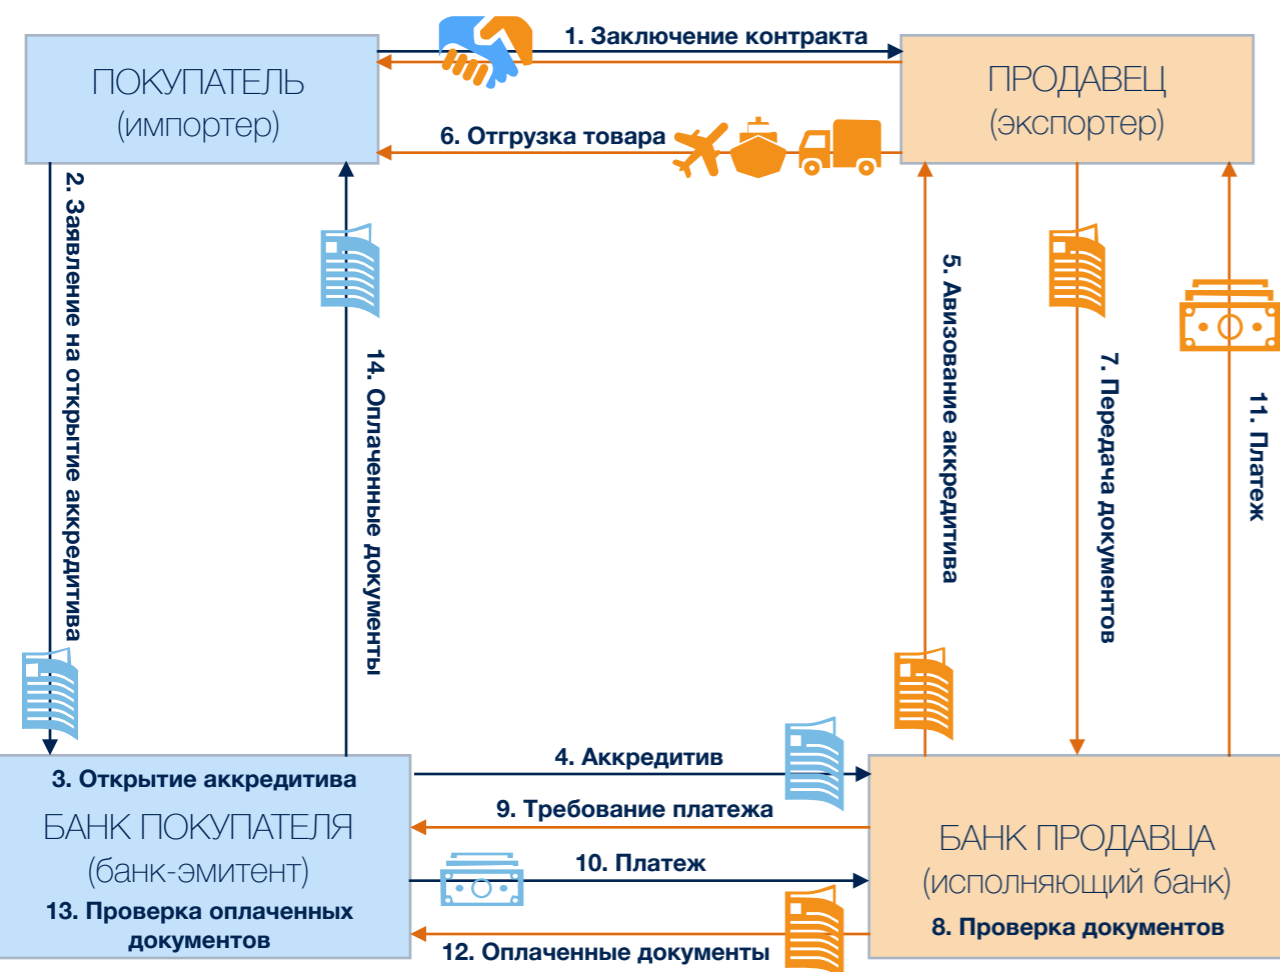 1. Заключение контракта
ПОКУПАТЕЛЬ
(импортер)
ПРОДАВЕЦ
(экспортер)
6. Отгрузка товара
2. Заявление на открытие аккредитива
14. Оплаченные документы
5. Авизование аккредитива
7. Передача документов
11. Платеж
3. Открытие аккредитива
БАНК ПОКУПАТЕЛЯ
(банк-эмитент)
13. Проверка оплаченных
документов
4. Аккредитив
9. Требование платежа
10. Платеж
12. Оплаченные документы
БАНК ПРОДАВЦА
(исполняющий банк)
8. Проверка документов